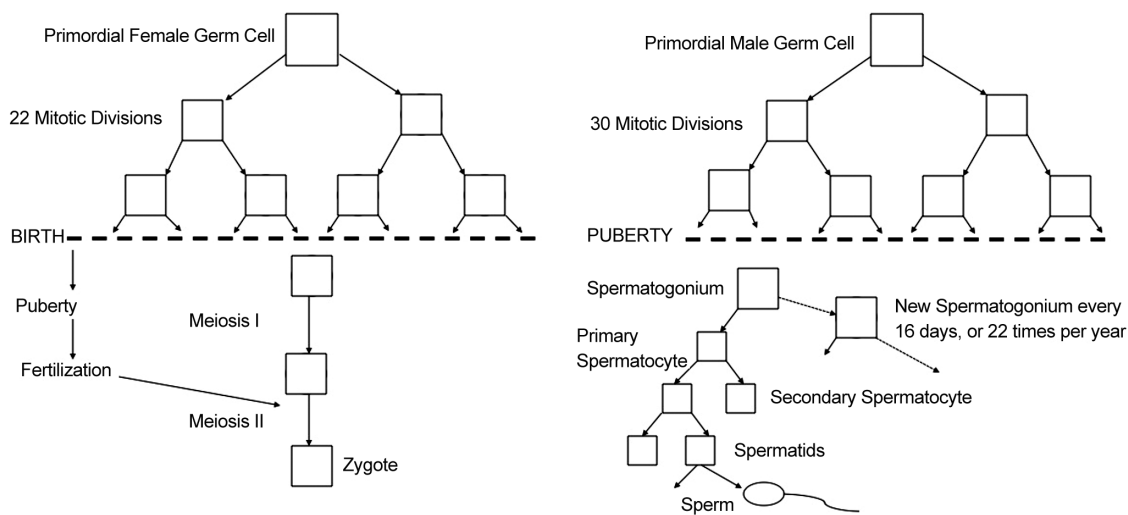 Primordial Female Germ Cell
22 Mitotic Divisions
BIRTH
Puberty
Meiosis I
Fertilization
Meiosis II
Zygote
Primordial Male Germ Cell
30 Mitotic Divisions
PUBERTY
Spermatogonium
New Spermatogonium every
16 days, or 22 times per year
Primary
Spermatocyte
Secondary Spermatocyte
Spermatids
Sperm